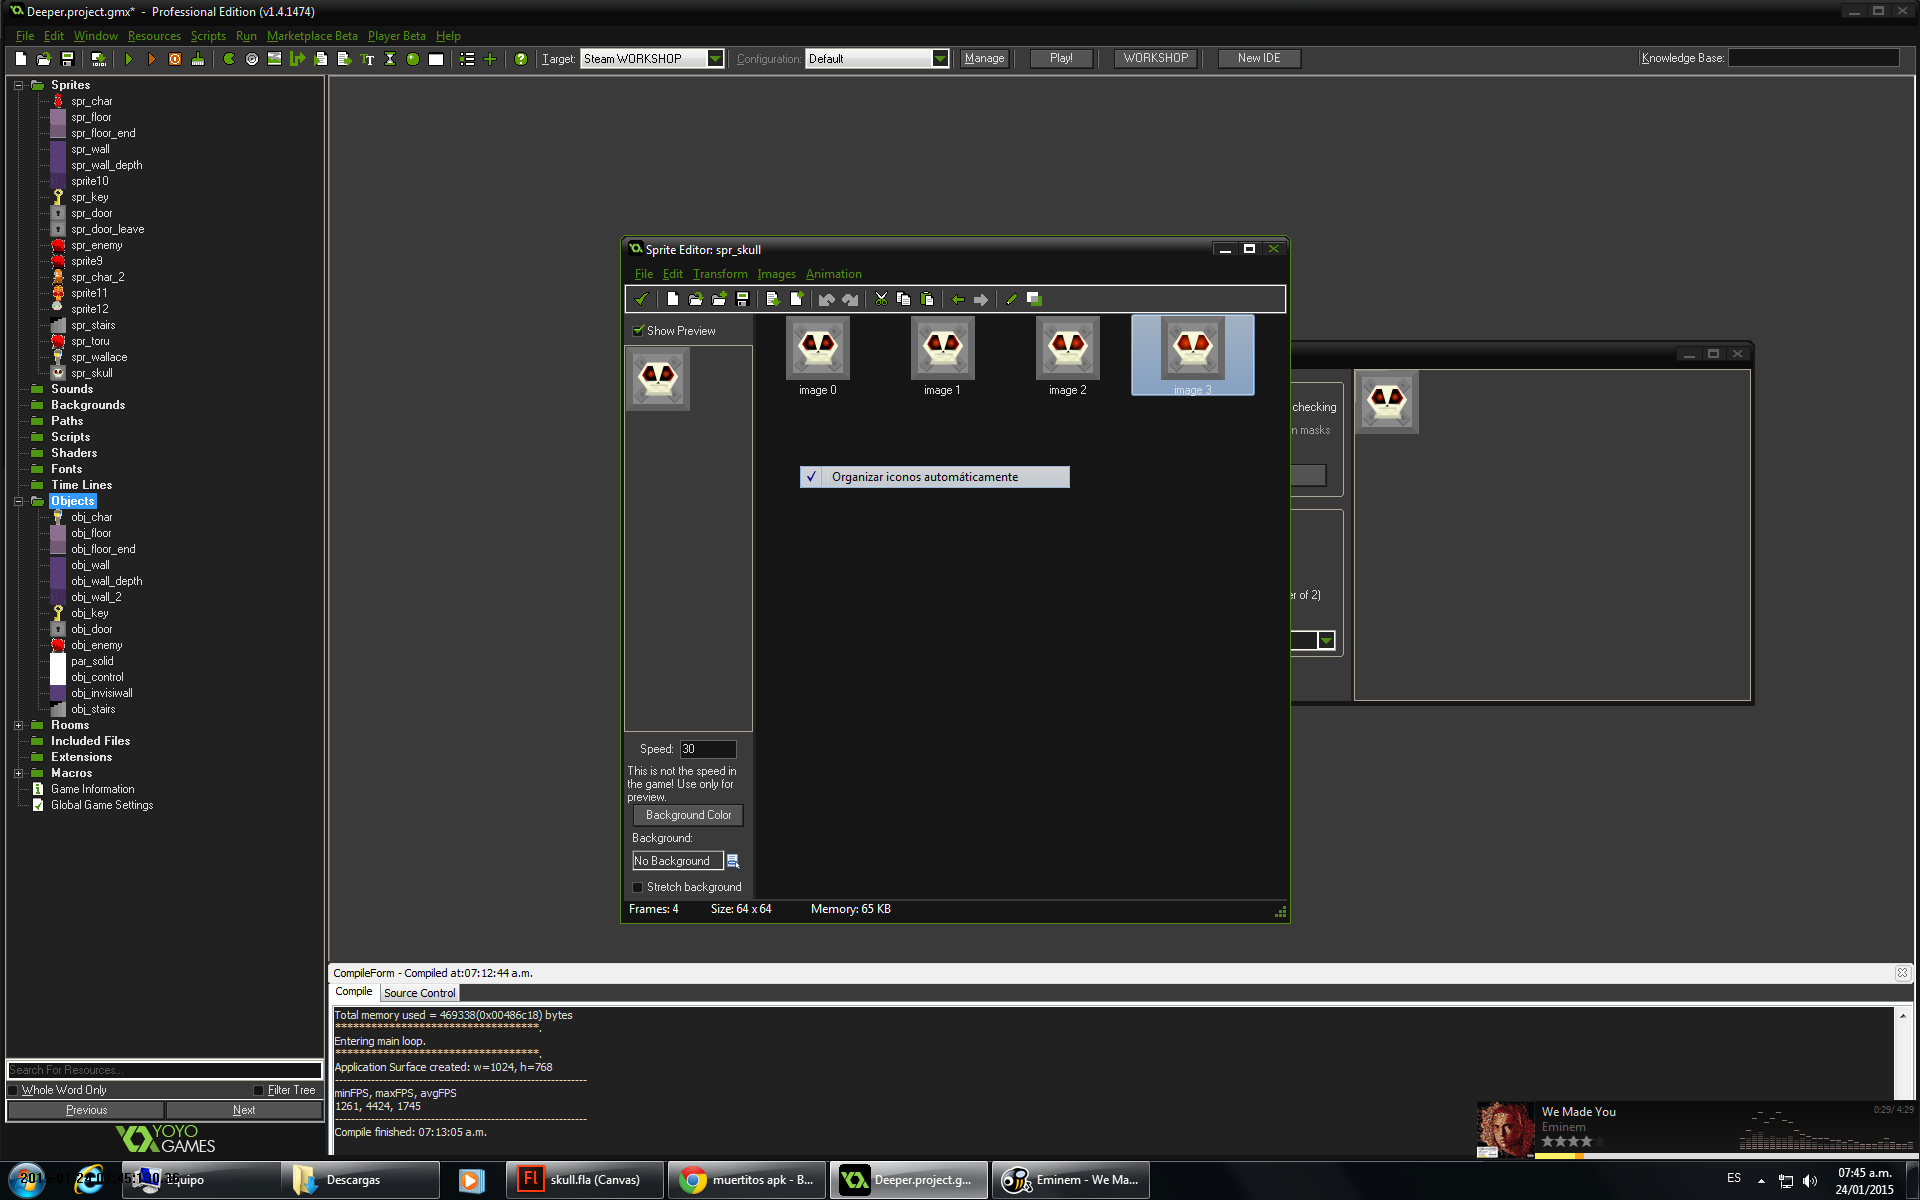 Deeper.project.gmx* - Professional Edition (v1.4.1474)
File Edit Window Resources Scripts Run Marketplace Beta Player Beta Help
Target: Steam WORKSHOP Configuration: Default Manage Play! WORKSHOP New IDE Knowledge Base:
Sprites
spr_char
spr_floor
spr_floor_end
spr_wall
spr_wall_depth
sprite10
spr_key
spr_door
spr_door_leave
spr_enemy
sprite9
spr_char_2
sprite11
sprite12
spr_stairs
spr_toru
spr_wallace
spr_skull
Sounds
Backgrounds
Paths
Scripts
Shaders
Fonts
Time Lines
Objects
obj_char
obj_floor
obj_floor_end
obj_wall
obj_wall_depth
obj_wall_2
obj_key
obj_door
obj_enemy
par_solid
obj_control
obj_invisiwall
obj_stairs
Rooms
Included Files
Extensions
Macros
Game Information
Global Game Settings
Search For Resources...
Whole Word Only Filter Tree
Previous Next
YOYO
GAMES
Sprite Editor: spr_skull
File Edit Transform Images Animation
Show Preview
image 0 image 1 image 2 image 3
Organizar iconos automáticamente
Speed: 30
This is not the speed in
the game! Use only for
preview.
Background Color
Background:
No Background
Stretch background
Frames: 4 Size: 64 x 64 Memory: 65 KB
checking
n masks
er of 2)
CompileForm - Compiled at:07:12:44 a.m.
Compile Source Control
Total memory used = 469338(0x00486c18) bytes
***********************************.
Entering main loop.
***********************************.
Application Surface created: w=1024, h=768
minFPS, maxFPS, avgFPS
1261, 4424, 1745
Compile finished: 07:13:05 a.m.
We Made You 0:29/ 4:29
Eminem
Equipo Descargas skull.fla (Canvas) muertitos apk - B... Deeper.project.g... Eminem - We Ma... ES 07:45 a.m.
24/01/2015